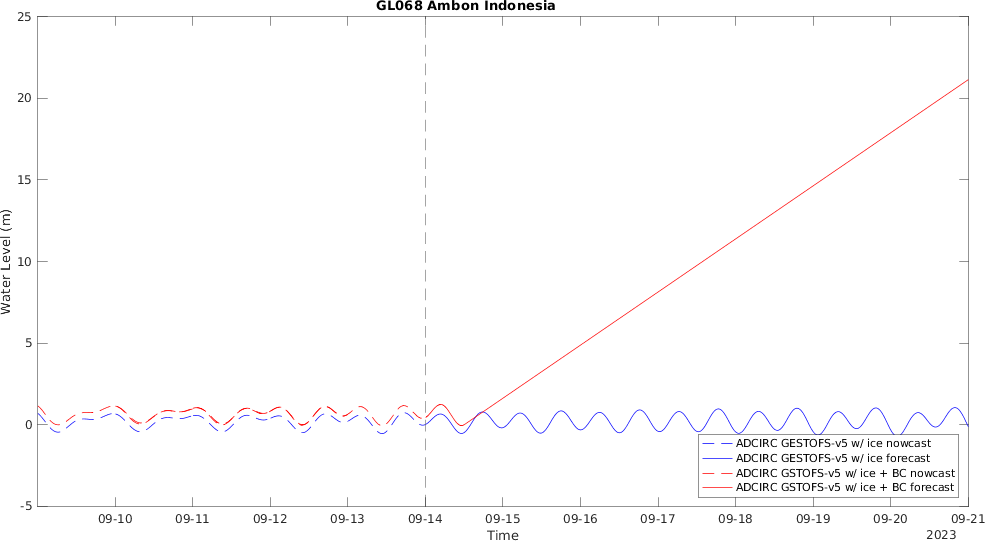 GL068 Ambon Indonesia
25
20
15
10
5
0
-5
Water Level (m)
ADCIRC GESTOFS-v5 w/ ice nowcast
ADCIRC GESTOFS-v5 w/ ice forecast
ADCIRC GSTOFS-v5 w/ ice + BC nowcast
ADCIRC GSTOFS-v5 w/ ice + BC forecast
09-10 09-11 09-12 09-13 09-14 09-15 09-16 09-17 09-18 09-19 09-20 09-21
Time
2023